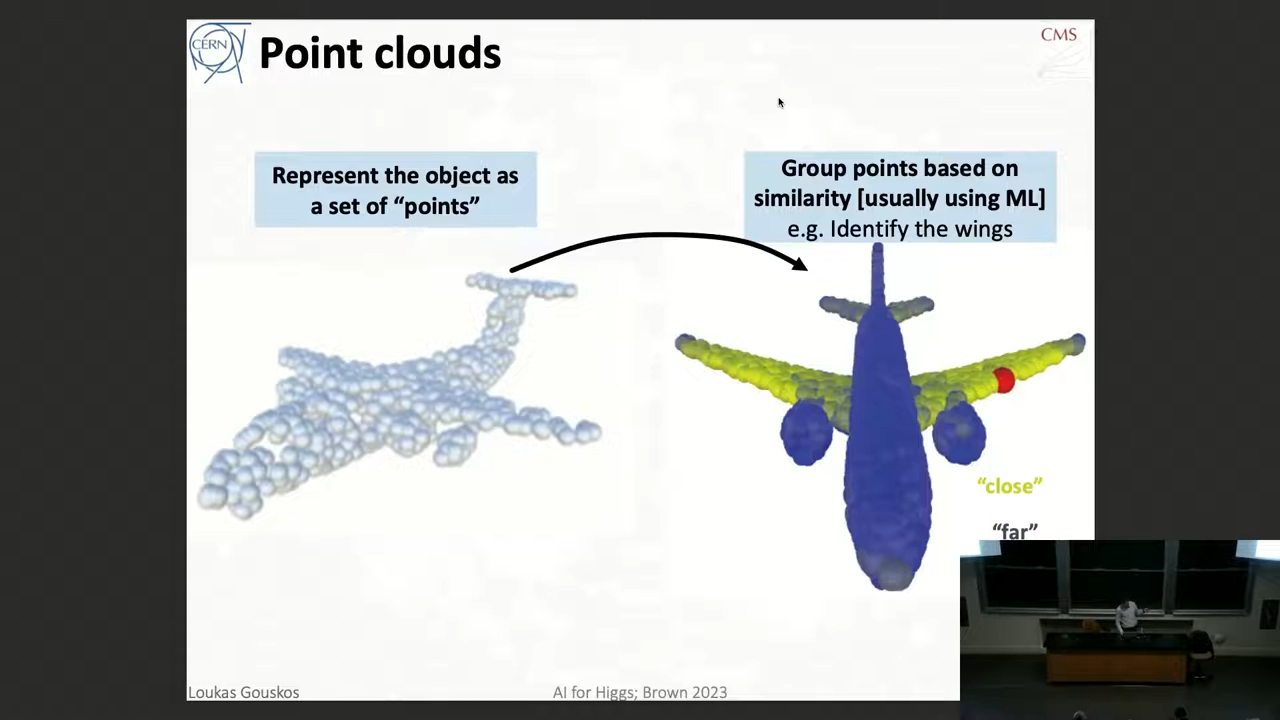 CERN
Point clouds
CMS
Represent the object as
a set of “points”
Group points based on
similarity [usually using ML]
e.g. Identify the wings
“close”
“far”
Loukas Gouskos
AI for Higgs; Brown 2023